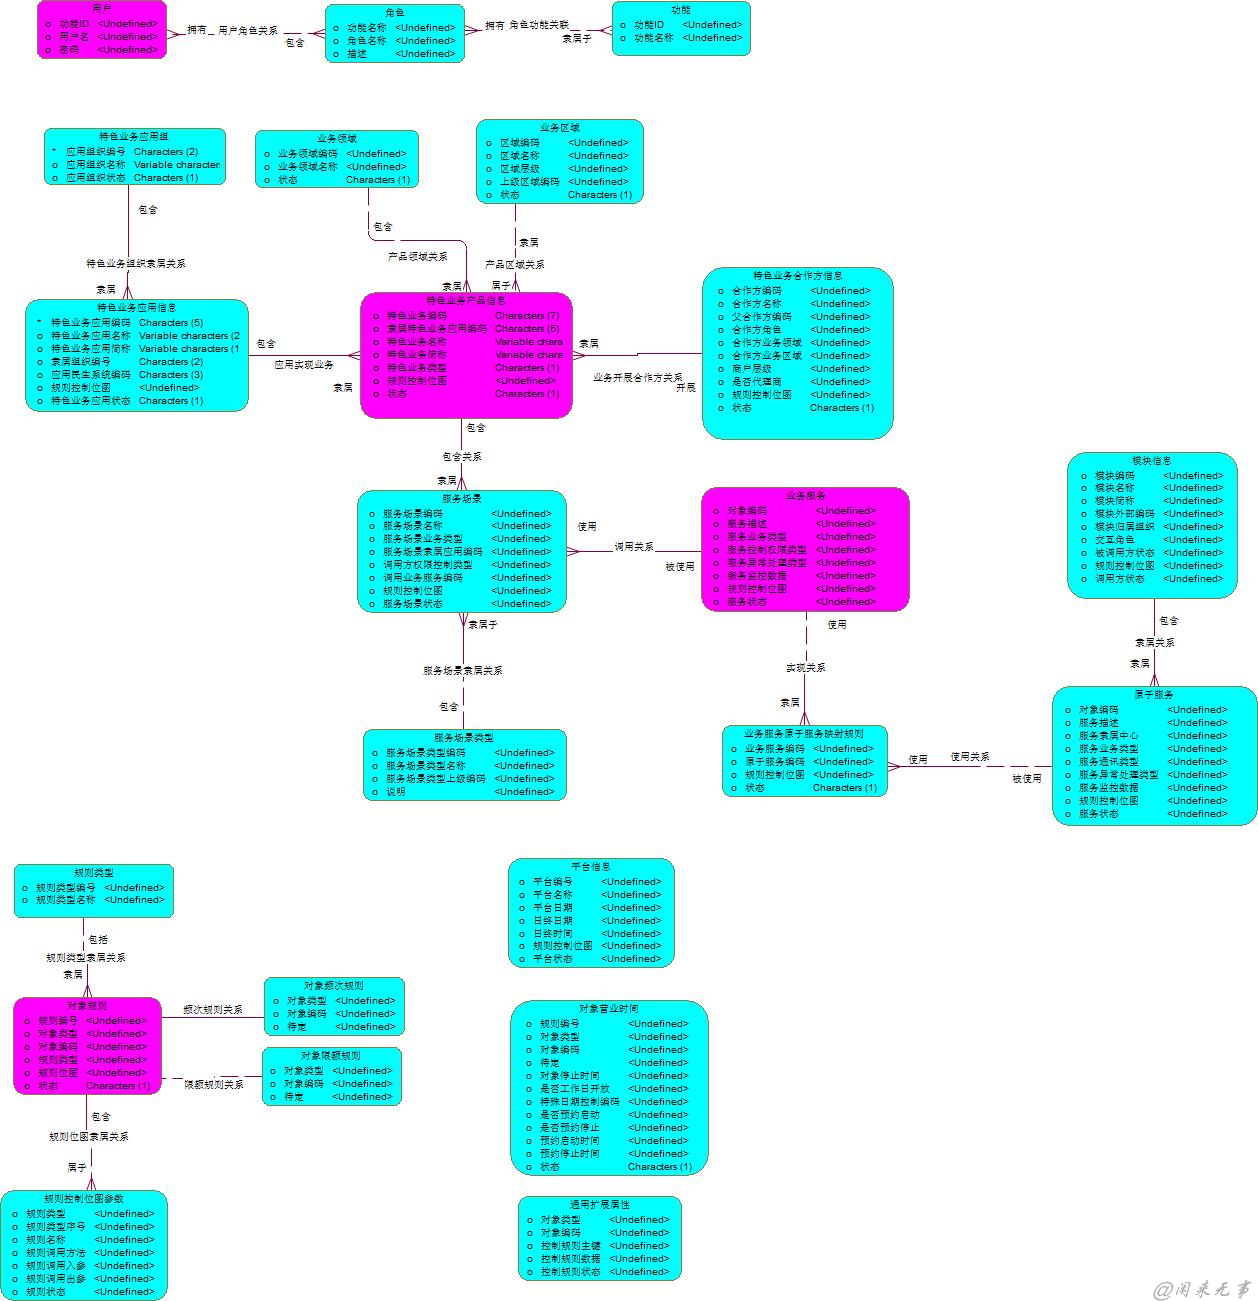 用户
o 功能ID <Undefined>
o 用户名 <Undefined>
o 密码 <Undefined>
拥有
用户角色关系
包含
角色
o 功能名称 <Undefined>
o 角色名称 <Undefined>
o 描述 <Undefined>
拥有
角色功能关联
隶属于
功能
o 功能ID <Undefined>
o 功能名称 <Undefined>
特色业务应用组
* 应用组织编号 Characters (2)
o 应用组织名称 Variable character:
o 应用组织状态 Characters (1)
业务领域
o 业务领域编码 <Undefined>
o 业务领域名称 <Undefined>
o 状态 Characters (1)
业务区域
o 区域编码 <Undefined>
o 区域名称 <Undefined>
o 区域层级 <Undefined>
o 上级区域编码 <Undefined>
o 状态 Characters (1)
包含
特色业务组织隶属关系
隶属
包含
产品领域关系
隶属
隶属
产品区域关系
属于
特色业务应用信息
* 特色业务应用编码 Characters (5)
o 特色业务应用名称 Variable characters (2
o 特色业务应用简称 Variable characters (1
o 隶属组织编号 Characters (2)
o 应用民生系统编码 Characters (3)
o 规则控制位图 <Undefined>
o 特色业务应用状态 Characters (1)
包含
应用实现业务
隶属
特色业务产品信息
o 特色业务编码 Characters (7)
o 隶属特色业务应用编码 Characters (5)
o 特色业务名称 Variable chara
o 特色业务简称 Variable chara
o 特色业务类型 Characters (1)
o 规则控制位图 <Undefined>
o 状态 Characters (1)
隶属
业务开展合作方关系
开展
特色业务合作方信息
o 合作方编码 <Undefined>
o 合作方名称 <Undefined>
o 父合作方编码 <Undefined>
o 合作方角色 <Undefined>
o 合作方业务领域 <Undefined>
o 合作方业务区域 <Undefined>
o 商户层级 <Undefined>
o 是否代理商 <Undefined>
o 规则控制位图 <Undefined>
o 状态 Characters (1)
包含
包含关系
隶属
服务场景
o 服务场景编码 <Undefined>
o 服务场景名称 <Undefined>
o 服务场景业务类型 <Undefined>
o 服务场景隶属应用编码 <Undefined>
o 调用方权限控制类型 <Undefined>
o 调用业务服务编码 <Undefined>
o 规则控制位图 <Undefined>
o 服务场景状态 <Undefined>
使用
调用关系
被使用
业务服务
o 对象编码 <Undefined>
o 服务描述 <Undefined>
o 服务业务类型 <Undefined>
o 服务控制权限类型 <Undefined>
o 服务异常处理类型 <Undefined>
o 服务监控数据 <Undefined>
o 规则控制位图 <Undefined>
o 服务状态 <Undefined>
模块信息
o 模块编码 <Undefined>
o 模块名称 <Undefined>
o 模块简称 <Undefined>
o 模块外部编码 <Undefined>
o 模块归属组织 <Undefined>
o 交互角色 <Undefined>
o 被调用方状态 <Undefined>
o 规则控制位图 <Undefined>
o 调用方状态 <Undefined>
隶属于
服务场景隶属关系
包含
使用
实现关系
隶属
包含
隶属关系
隶属
服务场景类型
o 服务场景类型编码 <Undefined>
o 服务场景类型名称 <Undefined>
o 服务场景类型上级编码 <Undefined>
o 说明 <Undefined>
业务服务原子服务映射规则
o 业务服务编码 <Undefined>
o 原子服务编码 <Undefined>
o 规则控制位图 <Undefined>
o 状态 Characters (1)
使用
使用关系
被使用
原子服务
o 对象编码 <Undefined>
o 服务描述 <Undefined>
o 服务隶属中心 <Undefined>
o 服务业务类型 <Undefined>
o 服务通讯类型 <Undefined>
o 服务异常处理类型 <Undefined>
o 服务监控数据 <Undefined>
o 规则控制位图 <Undefined>
o 服务状态 <Undefined>
规则类型
o 规则类型编号 <Undefined>
o 规则类型名称 <Undefined>
包括
规则类型隶属关系
隶属
对象规则
o 规则编号 <Undefined>
o 对象类型 <Undefined>
o 对象编码 <Undefined>
o 规则类型 <Undefined>
o 规则位图 <Undefined>
o 状态 Characters (1)
频次规则关系
限额规则关系
对象频次规则
o 对象类型 <Undefined>
o 对象编码 <Undefined>
o 待定 <Undefined>
对象限额规则
o 对象类型 <Undefined>
o 对象编码 <Undefined>
o 待定 <Undefined>
包含
规则位图隶属关系
属于
规则控制位图参数
o 规则类型 <Undefined>
o 规则类型序号 <Undefined>
o 规则名称 <Undefined>
o 规则调用方法 <Undefined>
o 规则调用入参 <Undefined>
o 规则调用出参 <Undefined>
o 规则状态 <Undefined>
平台信息
o 平台编号 <Undefined>
o 平台名称 <Undefined>
o 平台日期 <Undefined>
o 日终日期 <Undefined>
o 日终时间 <Undefined>
o 规则控制位图 <Undefined>
o 平台状态 <Undefined>
对象营业时间
o 规则编号 <Undefined>
o 对象类型 <Undefined>
o 对象编码 <Undefined>
o 待定 <Undefined>
o 对象停止时间 <Undefined>
o 是否工作日开放 <Undefined>
o 特殊日期控制编码 <Undefined>
o 是否预约启动 <Undefined>
o 是否预约停止 <Undefined>
o 预约启动时间 <Undefined>
o 预约停止时间 <Undefined>
o 状态 Characters (1)
通用扩展属性
o 对象类型 <Undefined>
o 对象编码 <Undefined>
o 控制规则主键 <Undefined>
o 控制规则数据 <Undefined>
o 控制规则状态 <Undefined>
@闲来无事